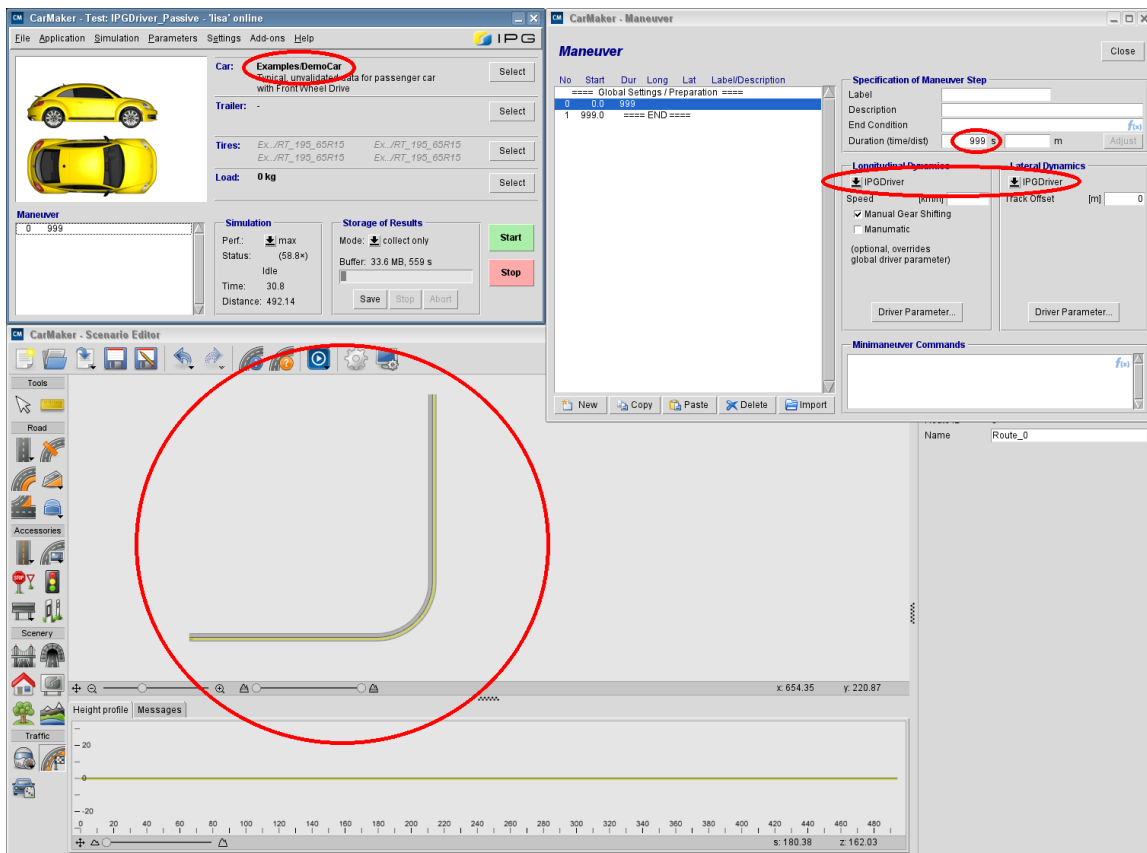 CarMaker - Test: IPGDriver_Passive - 'lisa' online
File Application Simulation Parameters Settings Add-ons Help
IPG
Car: Examples/DemoCar
Typical, unvalidated data for passenger car
with Front Wheel Drive
Select
Trailer: -
Select
Tires: Ex../RT_195_65R15 Ex../RT_195_65R15
Ex../RT_195_65R15 Ex../RT_195_65R15
Select
Load: 0 kg
Select
Maneuver
0 999
Simulation
Perf.: max
Status: (58.8×)
Idle
Time: 30.8
Distance: 492.14
Storage of Results
Mode: collect only
Buffer: 33.6 MB, 559 s
Save Stop Abort
Start
Stop
CarMaker - Maneuver
Maneuver
Close
No Start Dur Long Lat Label/Description
==== Global Settings / Preparation ====
0 0.0 999
1 999.0 ==== END ====
New Copy Paste Delete Import
Specification of Maneuver Step
Label
Description
End Condition f(x)
Duration (time/dist) 999 s m Adjust
Longitudinal Dynamics
IPGDriver
Speed [kmh]
Manual Gear Shifting
Manumatic
(optional, overrides
global driver parameter)
Driver Parameter...
Lateral Dynamics
IPGDriver
Track Offset [m] 0
Driver Parameter...
Minimaneuver Commands
f(x)
CarMaker - Scenario Editor
Tools
Road
Accessories
STOP
Scenery
Traffic
Name Route_0
x: 654.35 y: 220.87
Height profile Messages
20
0
-20
0 20 40 60 80 100 120 140 160 180 200 220 240 260 280 300 320 340 360 380 400 420 440 460 480
s: 180.38 z: 162.03